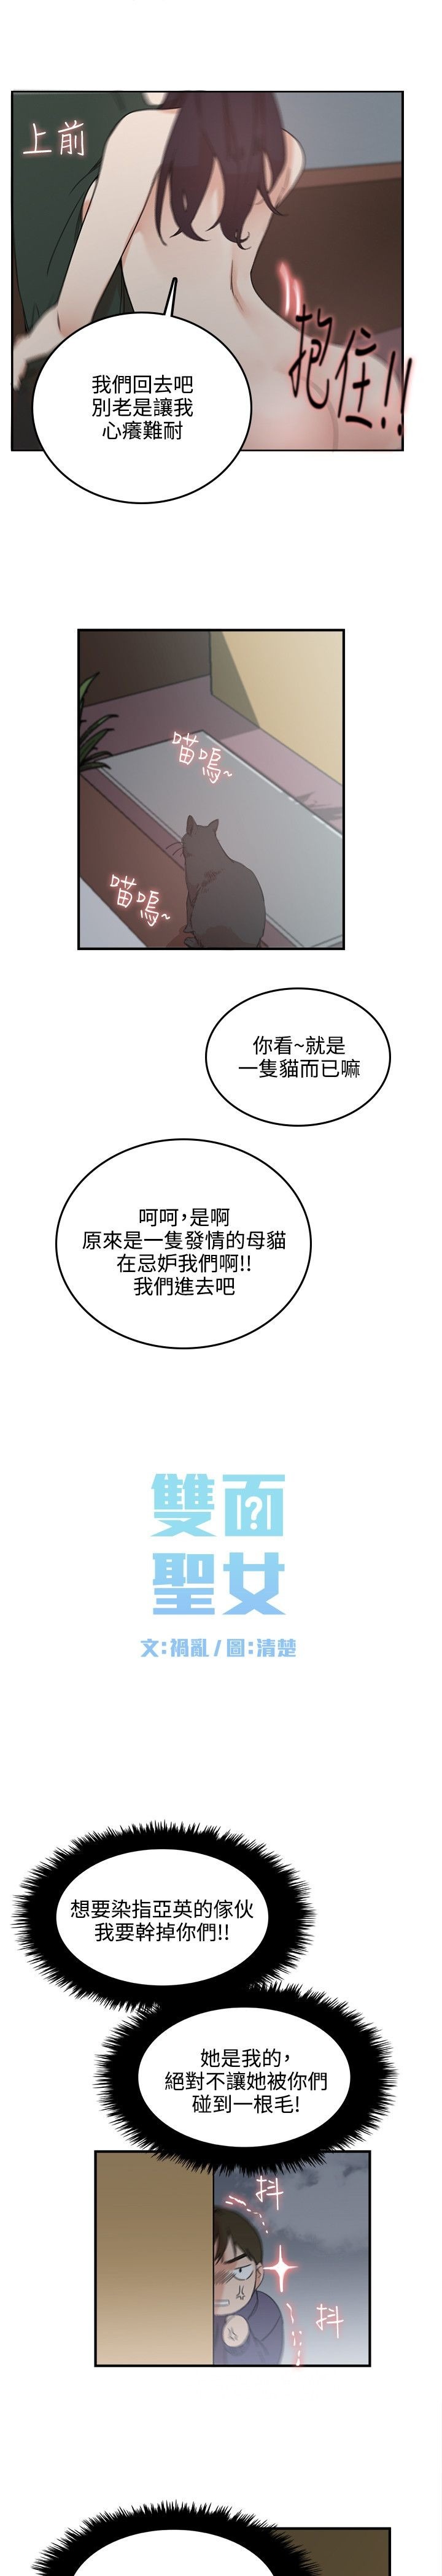 上前
抱住!!
我們回去吧
別老是讓我
心癢難耐
喵嗚~
喵嗚~
你看~就是
一隻貓而已嘛
呵呵,是啊
原來是一隻發情的母貓
在忌妒我們啊!!
我們進去吧
雙面
|?|
聖女
文:禍亂/圖:清楚
想要染指亞英的傢伙
我要幹掉你們!!
她是我的,
絕對不讓她被你們
碰到一根毛!
抖
抖